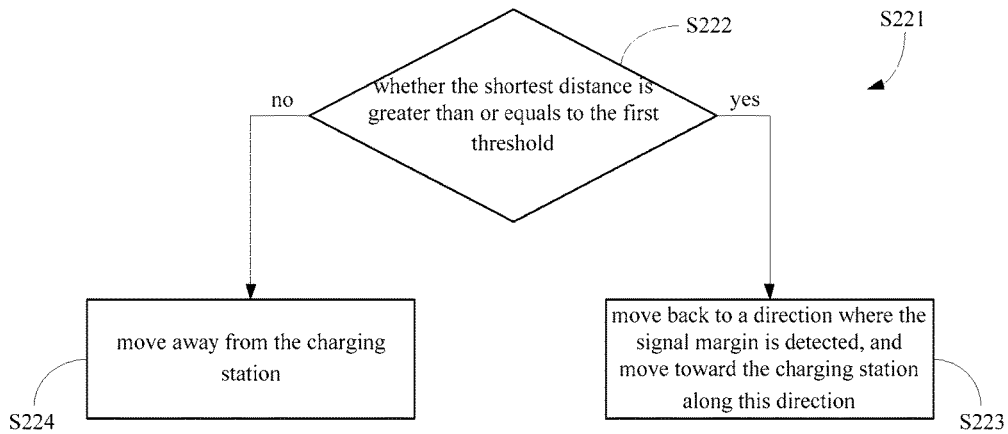 S222
S221
whether the shortest distance is
greater than or equals to the first
threshold
no
yes
move away from the charging
station
move back to a direction where the
signal margin is detected, and
move toward the charging station
along this direction
S224
S223